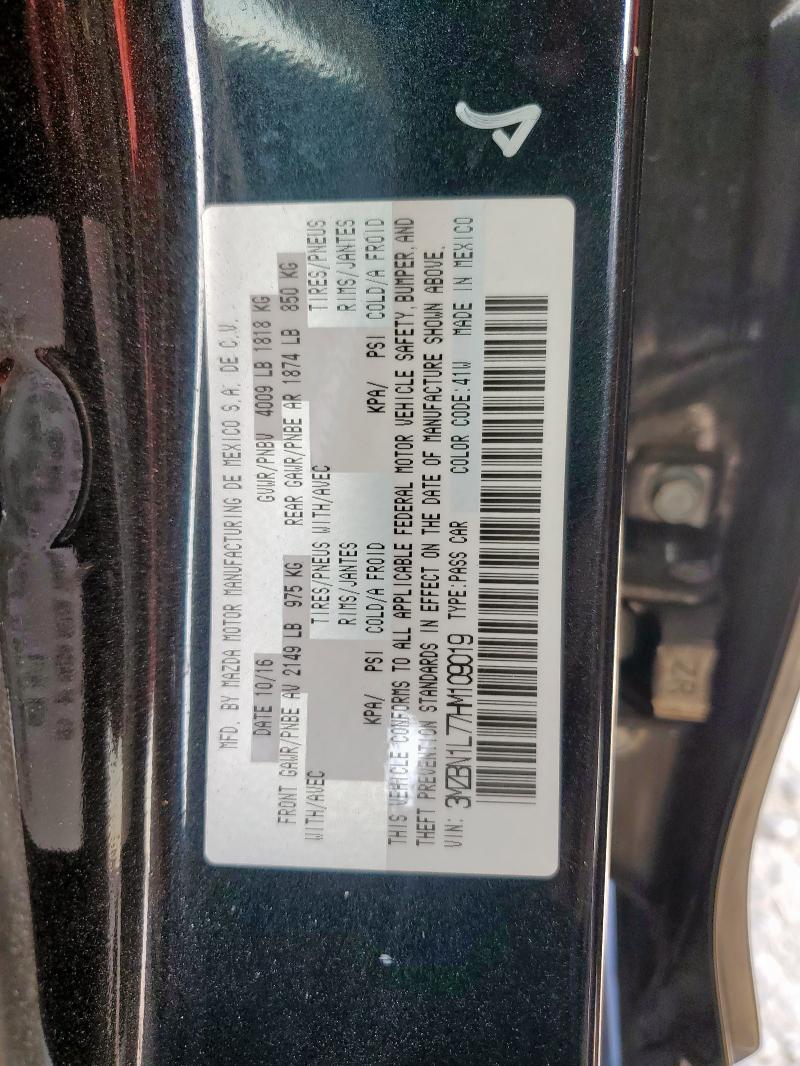 MFD. BY MAZDA MOTOR MANUFACTURING DE MEXICO S.A. DE C.V.
DATE 10/16 GVWR/PNBV 4009 LB 1818 KG
FRONT GAWR/PNBE AV 2149 LB 975 KG REAR GAWR/PNBE AR 1874 LB 850 KG
WITH/AVEC TIRES/PNEUS WITH/AVEC TIRES/PNEUS
RIMS/JANTES RIMS/JANTES
KPA/ PSI COLD/A FROID KPA/ PSI COLD/A FROID
THIS VEHICLE CONFORMS TO ALL APPLICABLE FEDERAL MOTOR VEHICLE SAFETY, BUMPER, AND
THEFT PREVENTION STANDARDS IN EFFECT ON THE DATE OF MANUFACTURE SHOWN ABOVE.
VIN: 3MZBN1L77HM109019 TYPE:PASS CAR COLOR CODE:41W MADE IN MEXICO
ZR